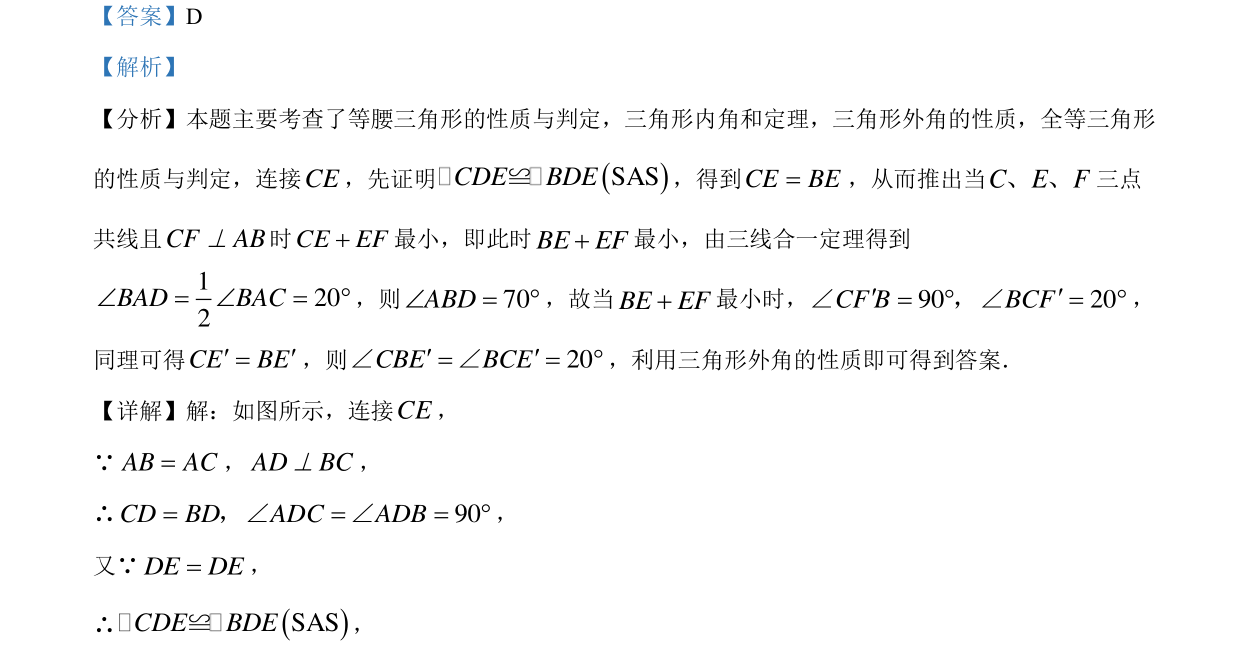 【答案】D
【解析】
【分析】本题主要考查了等腰三角形的性质与判定，三角形内角和定理，三角形外角的性质，全等三角形
的性质与判定，连接CE，先证明□CDE≌□BDE(SAS)，得到CE = BE，从而推出当C、E、F三点
共线且CF ⊥ AB时CE + EF最小，即此时BE + EF最小，由三线合一定理得到
∠BAD = 1/2∠BAC = 20°，则∠ABD = 70°，故当BE + EF最小时，∠CF′B = 90°，∠BCF′ = 20°，
同理可得CE′ = BE′，则∠CBE′ = ∠BCE′ = 20°，利用三角形外角的性质即可得到答案．
【详解】解：如图所示，连接CE，
∵ AB = AC，AD ⊥ BC，
∴ CD = BD，∠ADC = ∠ADB = 90°，
又∵ DE = DE，
∴□CDE≌□BDE(SAS)，